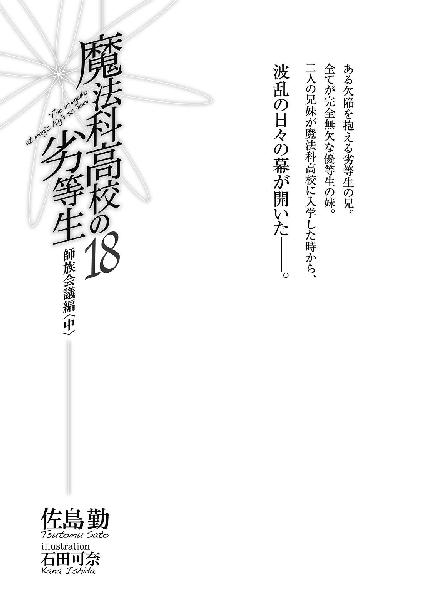 ある欠陥を抱える劣等生の兄。
全てが完全無欠な優等生の妹。
二人の兄妹が魔法科高校に入学した時から、
波乱の日々の幕が開いた――。
魔法科高校の
劣等生
The irregular
at magic high school
18
師族会議編〈中〉
佐島 勤
Tsutomu Sato
illustration
石田可奈
Kana Ishida